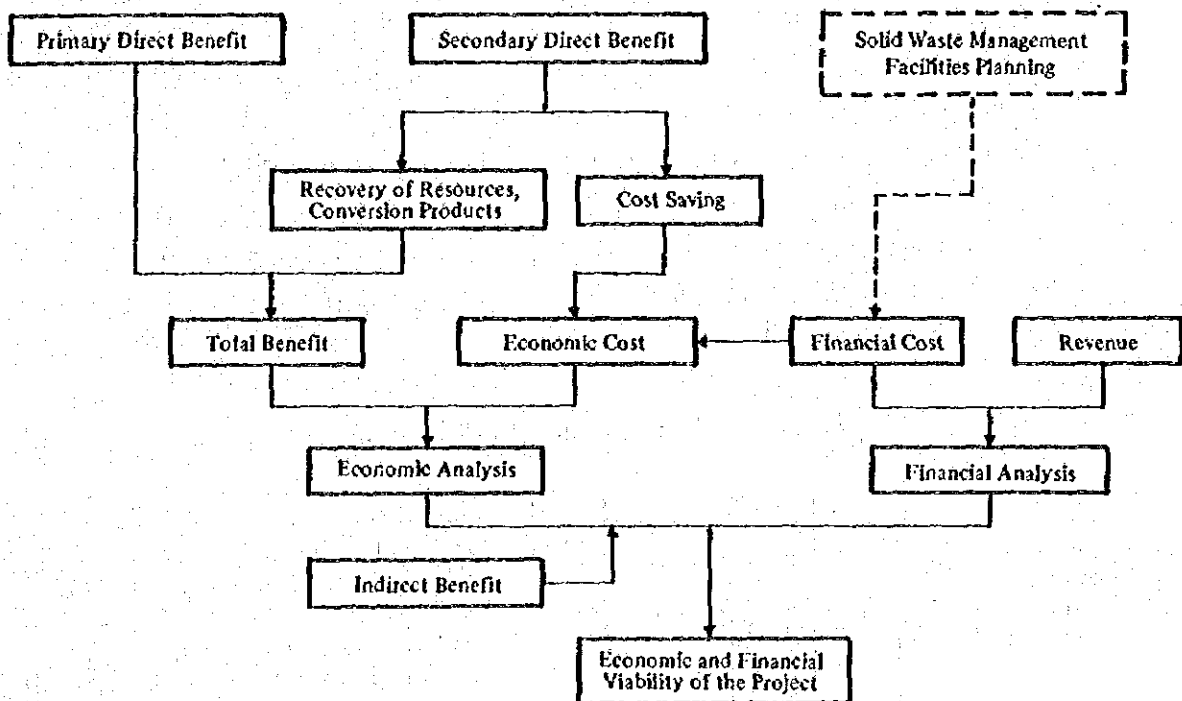 Primary Direct Benefit
Secondary Direct Benefit
Solid Waste Management
Facilities Planning
Recovery of Resources,
Conversion Products
Cost Saving
Total Benefit
Economic Cost
Financial Cost
Revenue
Economic Analysis
Financial Analysis
Indirect Benefit
Economic and Financial
Viability of the Project